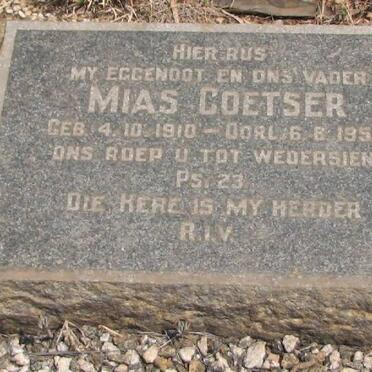 HIER RUS
MY EGGENOOT EN ONS VADER
MIAS COETSER
GEB. 4.10.1910 — OORL. 6.8.195
ONS ROEP U TOT WEDERSIEN
PS. 23
DIE HERE IS MY HERDER
R.I.V.